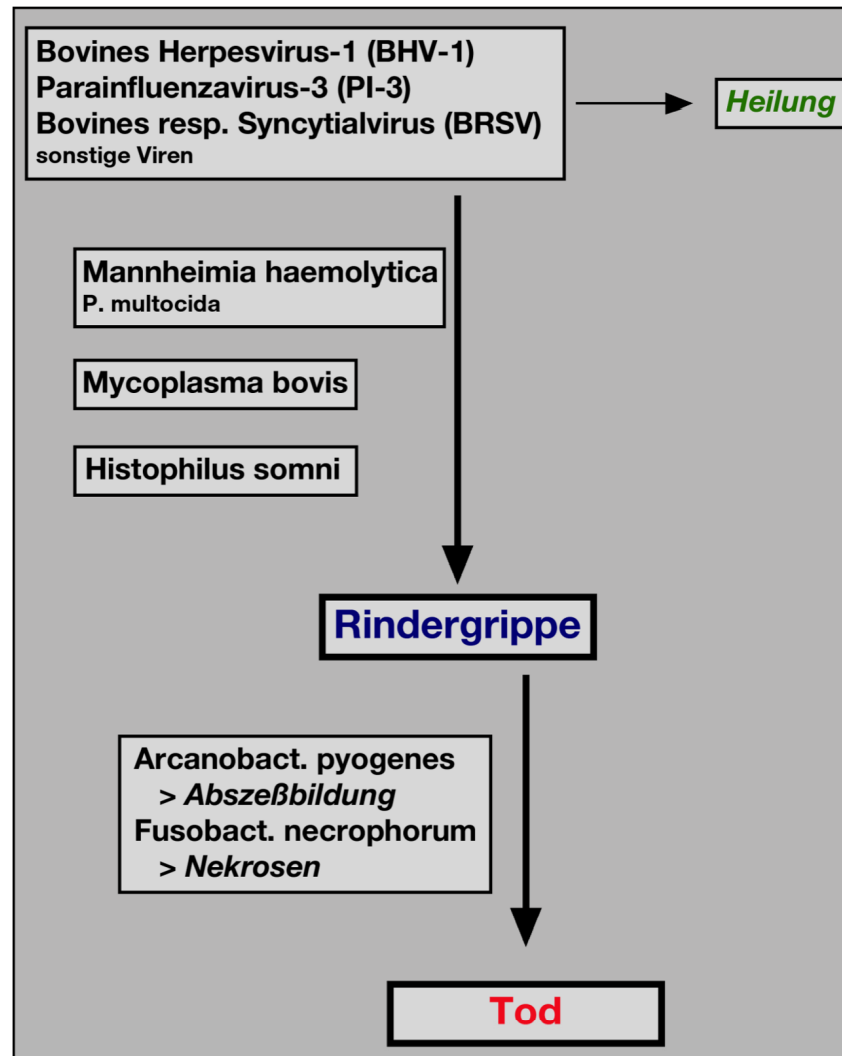 Bovines Herpesvirus-1 (BHV-1)
Parainfluenzavirus-3 (PI-3)
Bovines resp. Syncytialvirus (BRSV)
sonstige Viren
Heilung
Mannheimia haemolytica
P. multocida
Mycoplasma bovis
Histophilus somni
Rindergrippe
Arcanobact. pyogenes
> Abszeßbildung
Fusobact. necrophorum
> Nekrosen
Tod